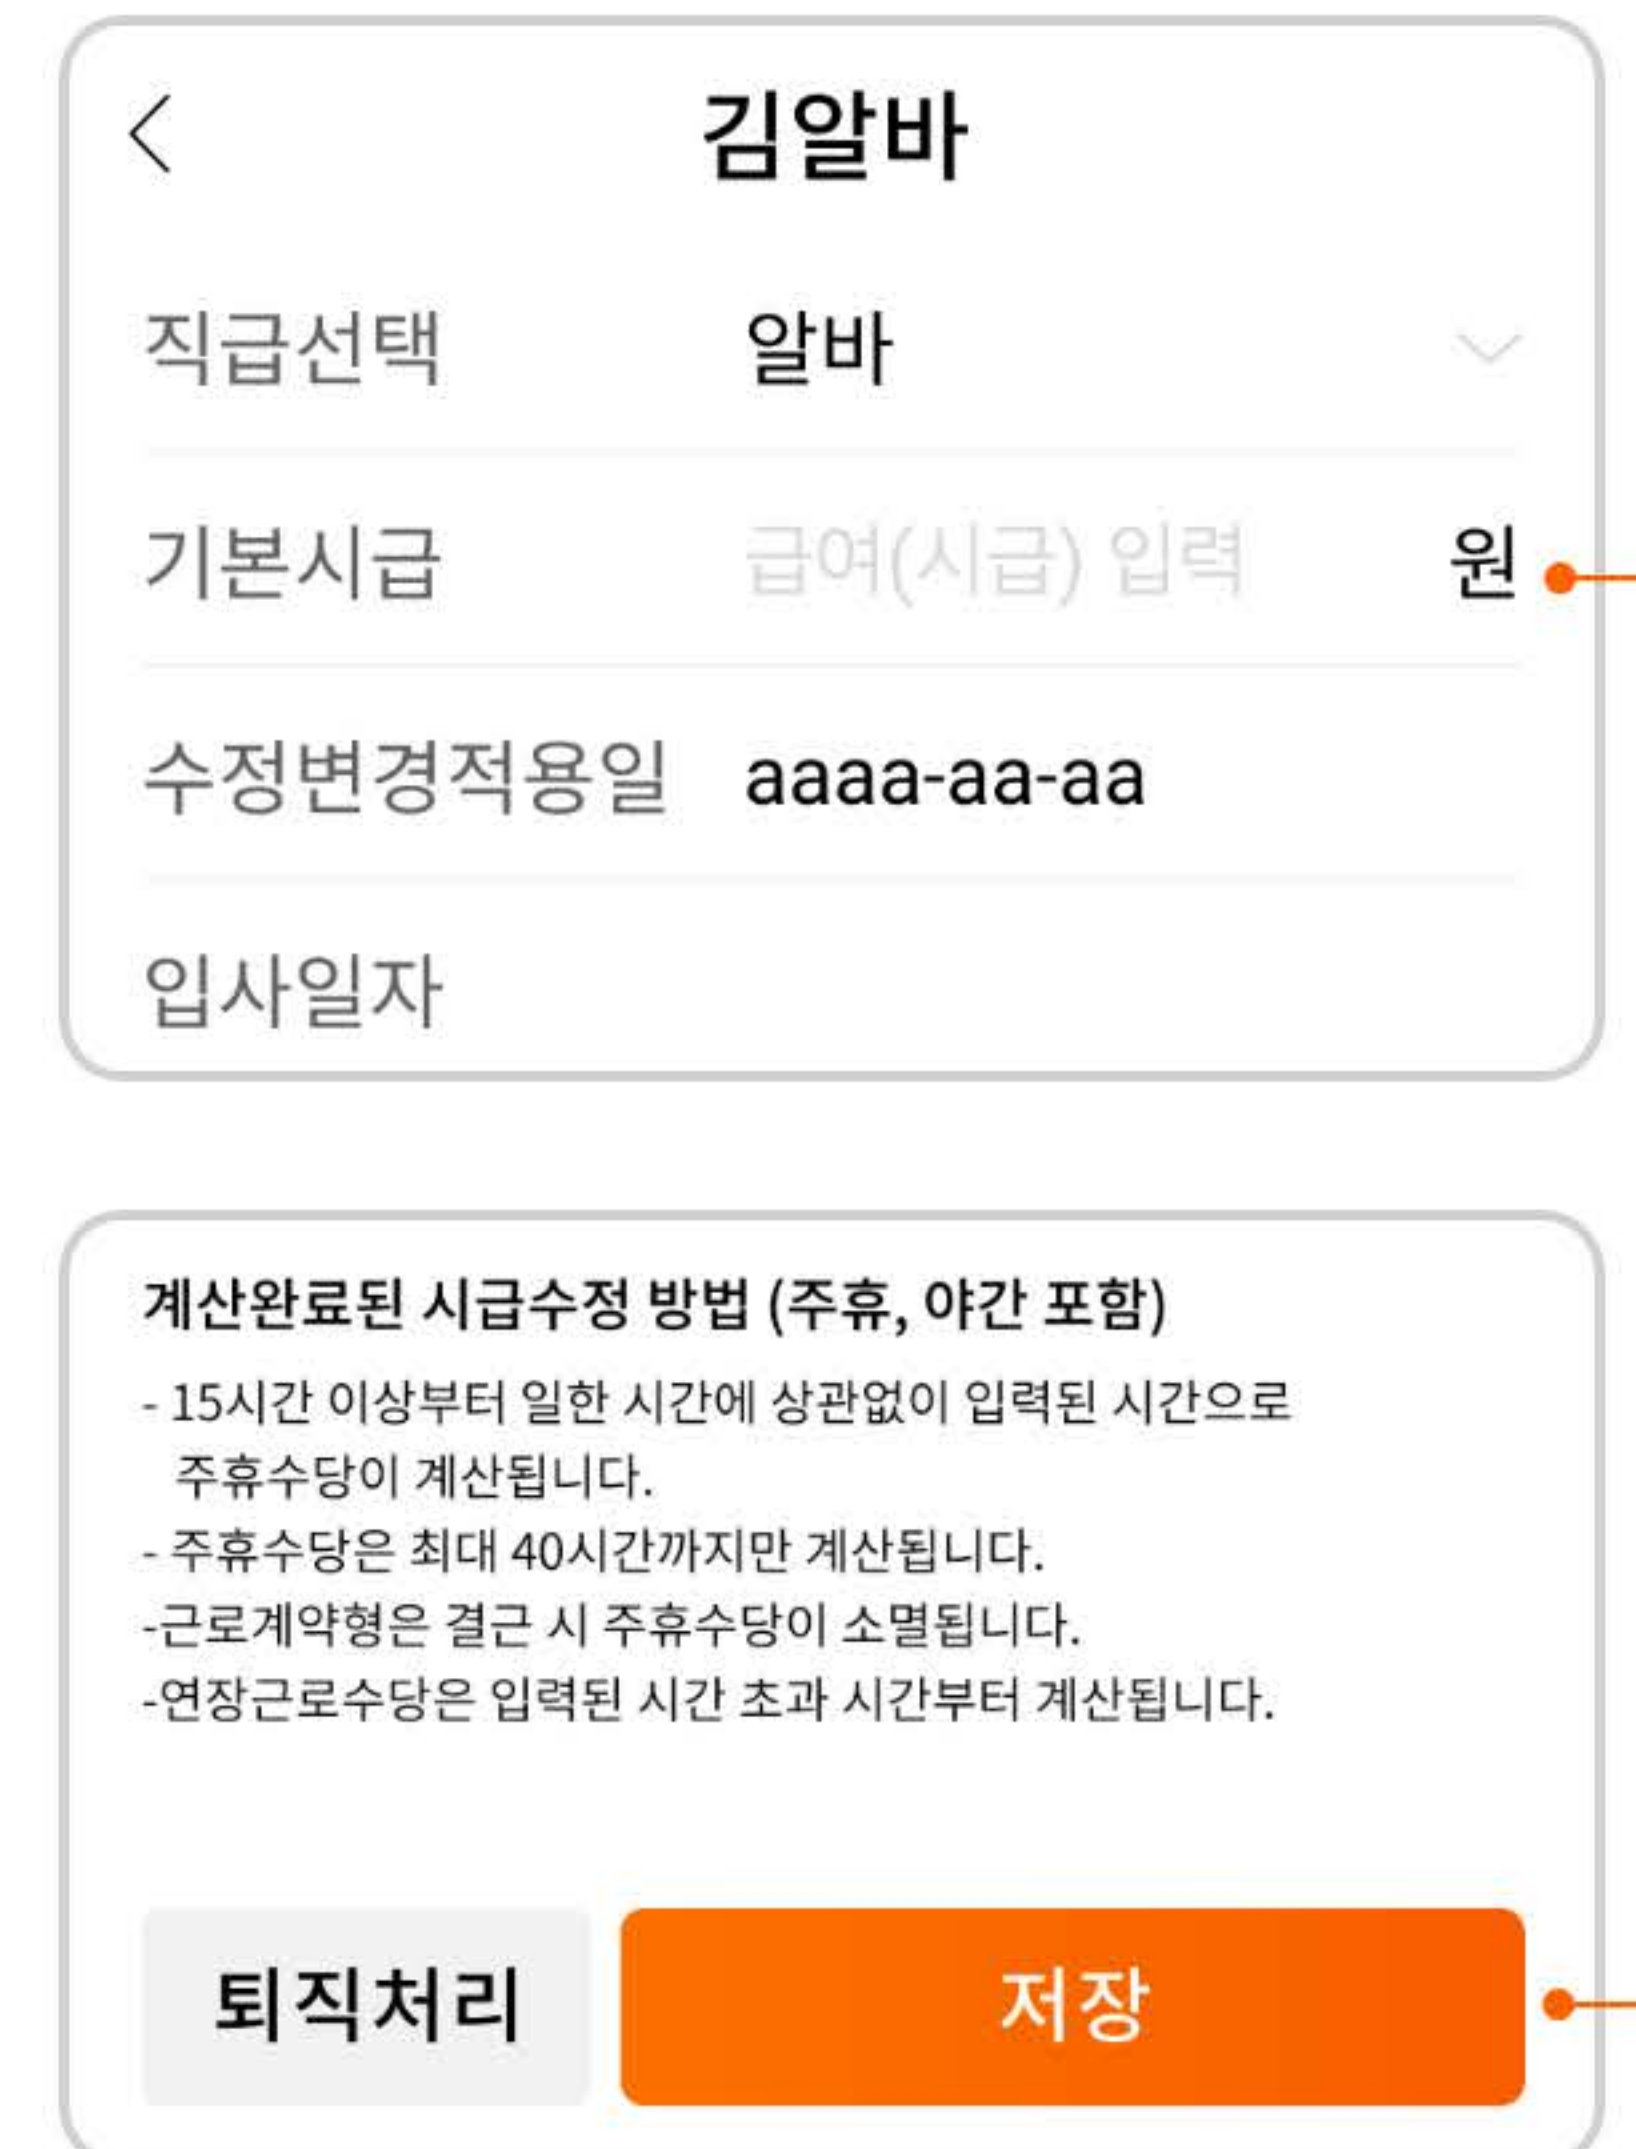 김알바
직급선택 알바
기본시급 급여(시급) 입력 원
수정변경적용일 aaaa-aa-aa
입사일자
계산완료된 시급수정 방법 (주휴, 야간 포함)
- 15시간 이상부터 일한 시간에 상관없이 입력된 시간으로
주휴수당이 계산됩니다.
- 주휴수당은 최대 40시간까지만 계산됩니다.
-근로계약형은 결근 시 주휴수당이 소멸됩니다.
-연장근로수당은 입력된 시간 초과 시간부터 계산됩니다.
퇴직처리 저장